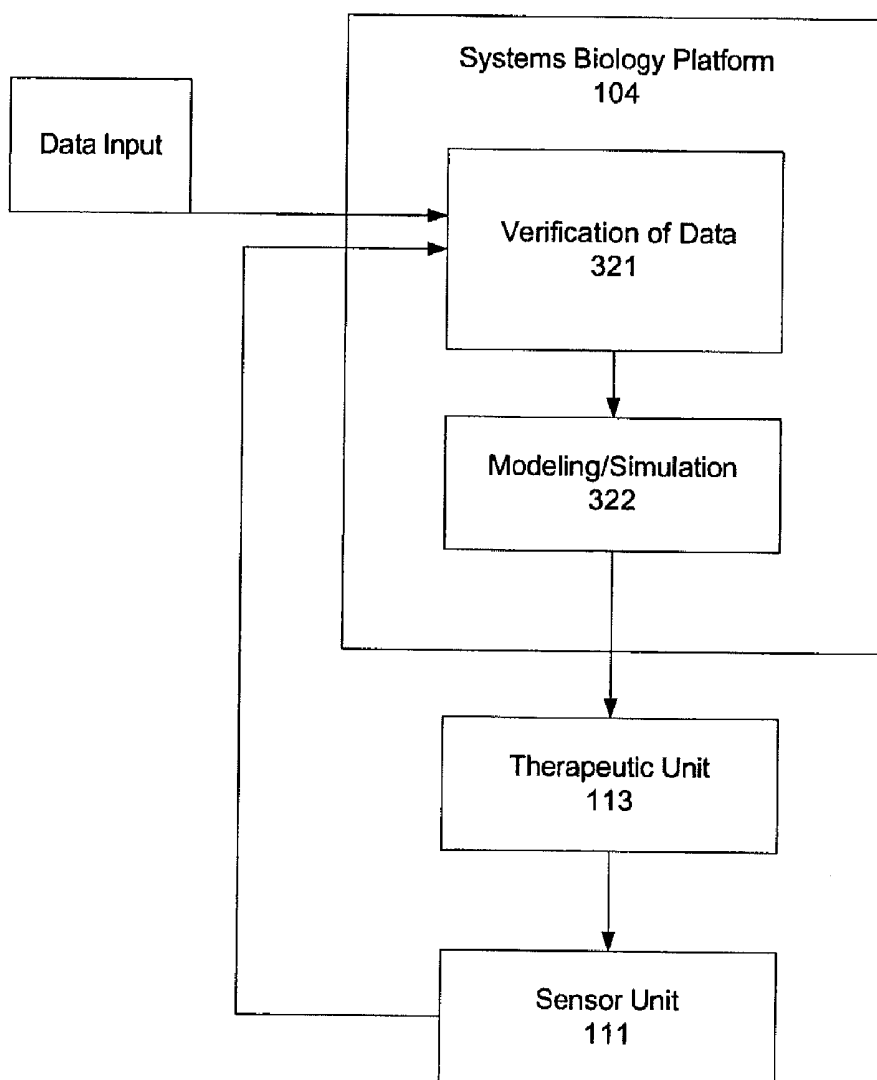 Systems Biology Platform
104
Data Input
Verification of Data
321
Modeling/Simulation
322
Therapeutic Unit
113
Sensor Unit
111